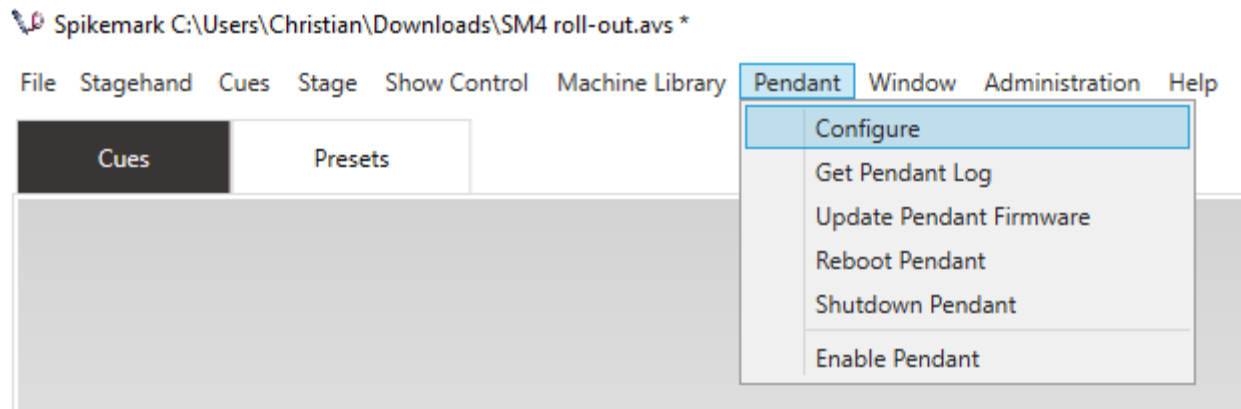 Spikemark C:\Users\Christian\Downloads\SM4 roll-out.avs *
File Stagehand Cues Stage Show Control Machine Library Pendant Window Administration Help
Cues Presets
Configure
Get Pendant Log
Update Pendant Firmware
Reboot Pendant
Shutdown Pendant
Enable Pendant